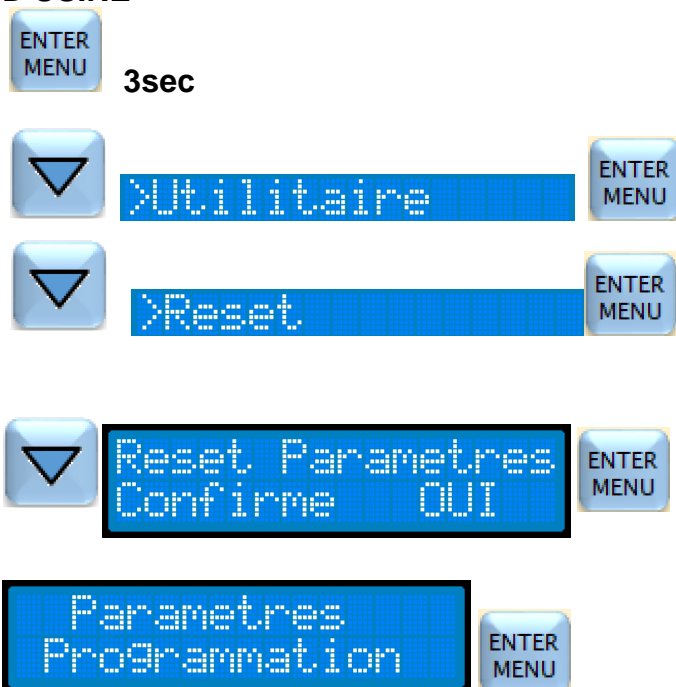 ENTER
MENU
3sec
>Utilitaire
ENTER
MENU
>Reset
ENTER
MENU
Reset Parametres
Confirme OUI
ENTER
MENU
Parametres
Programmation
ENTER
MENU